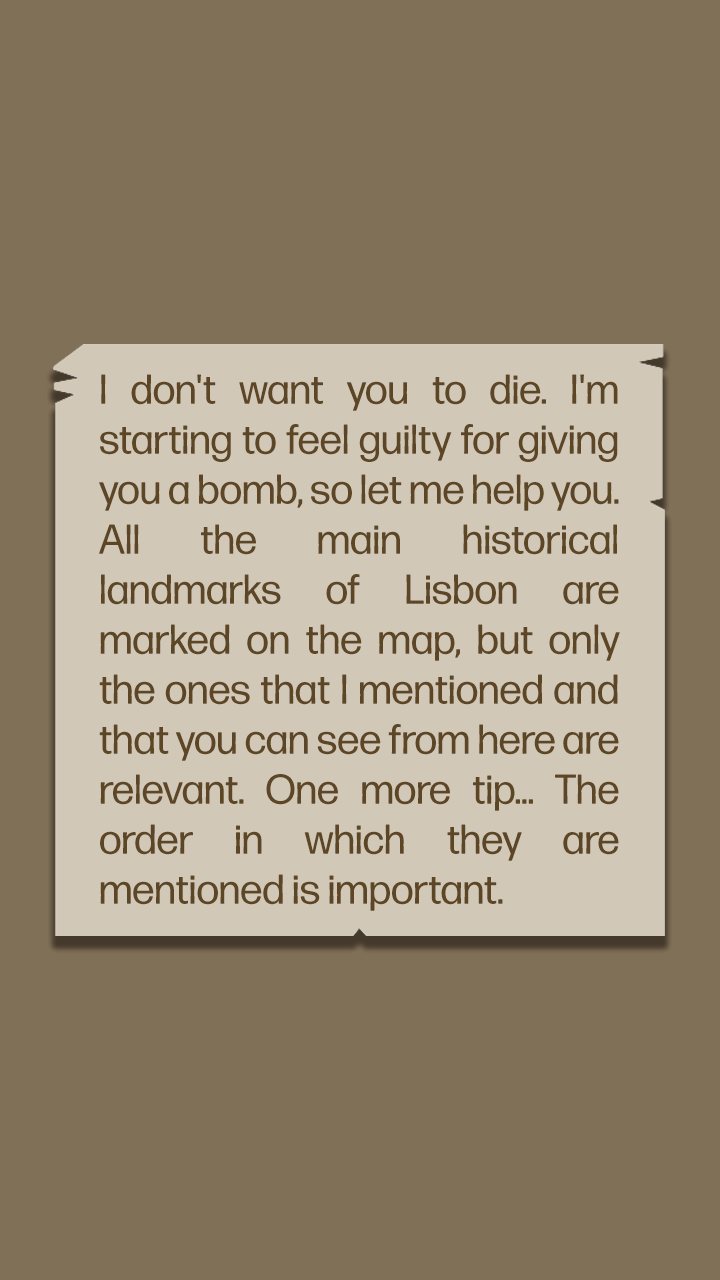 I don't want you to die. I'm
starting to feel guilty for giving
you a bomb, so let me help you.
All the main historical
landmarks of Lisbon are
marked on the map, but only
the ones that I mentioned and
that you can see from here are
relevant. One more tip... The
order in which they are
mentioned is important.